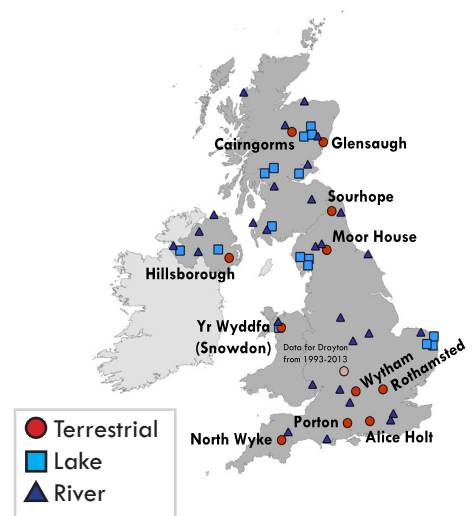 Cairngorms
Glensaugh
Sourhope
Moor House
Hillsborough
Yr Wyddfa
(Snowdon)
Data for Drayton
from 1993-2013
Wytham
Rothamsted
Porton
Alice Holt
North Wyke
Terrestrial
Lake
River